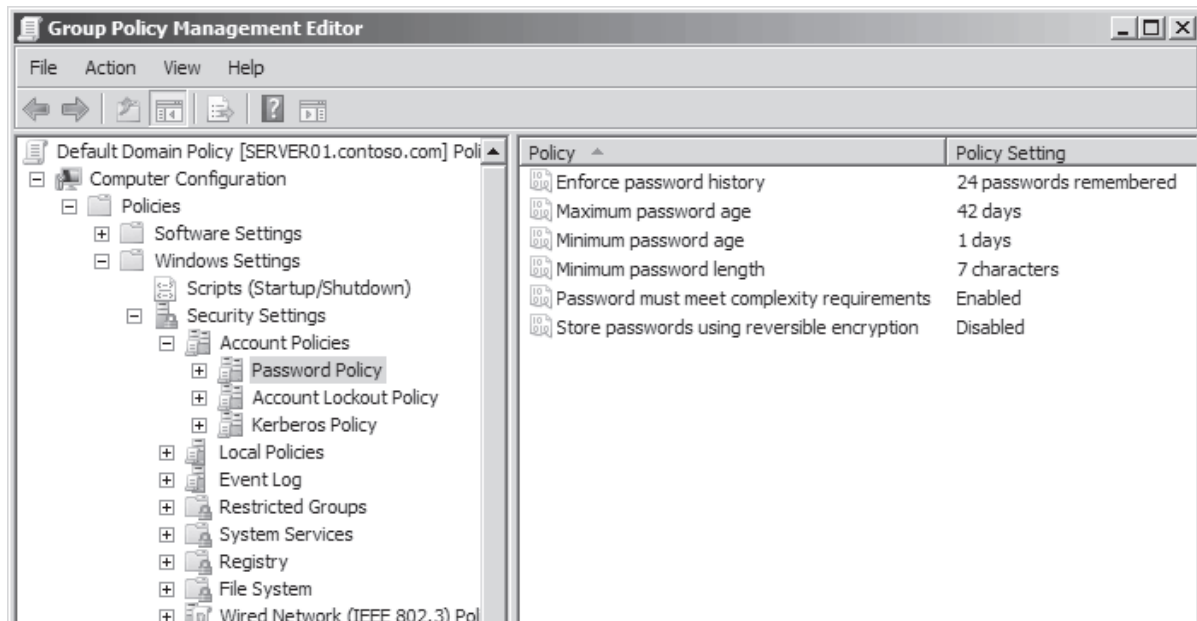 Group Policy Management Editor
File Action View Help
Default Domain Policy [SERVER01.contoso.com] Poli
Computer Configuration
Policies
Software Settings
Windows Settings
Scripts (Startup/Shutdown)
Security Settings
Account Policies
Password Policy
Account Lockout Policy
Kerberos Policy
Local Policies
Event Log
Restricted Groups
System Services
Registry
File System
Wired Network (IEEE 802.3) Pol
Policy Policy Setting
Enforce password history 24 passwords remembered
Maximum password age 42 days
Minimum password age 1 days
Minimum password length 7 characters
Password must meet complexity requirements Enabled
Store passwords using reversible encryption Disabled